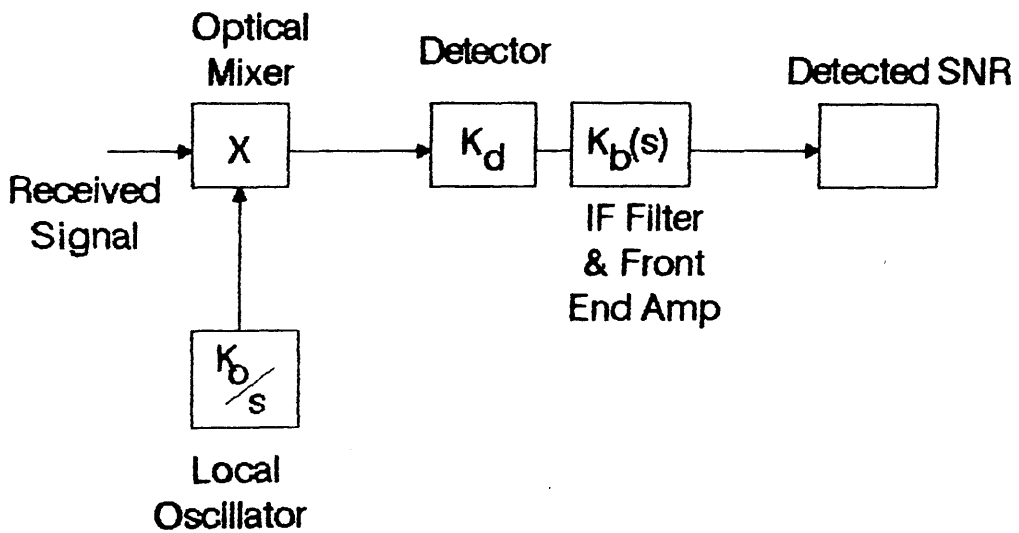 Optical
Mixer
Detector
Detected SNR
X
K_d
K_b(s)
Received
Signal
IF Filter
& Front
End Amp
K_o/s
Local
Oscillator